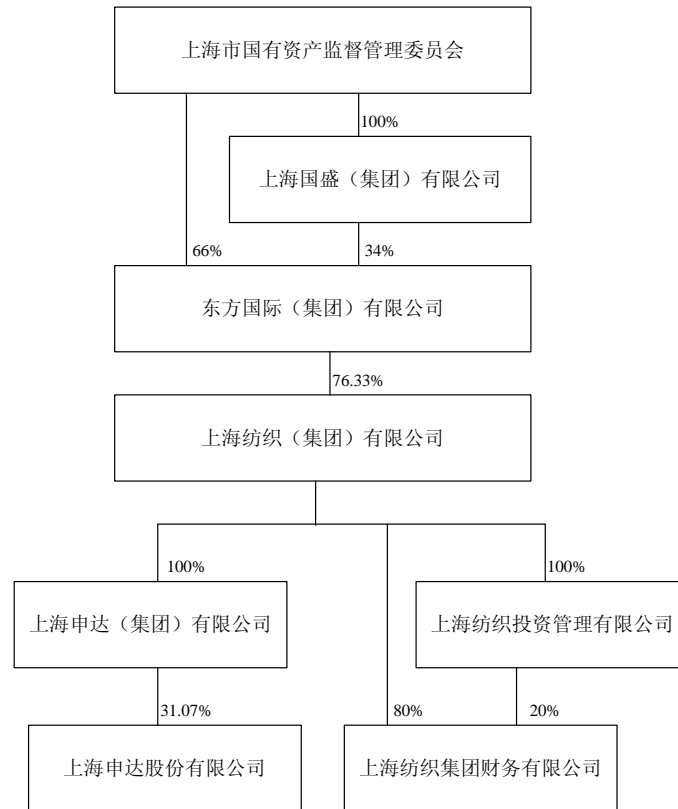 上海市国有资产监督管理委员会
100%
上海国盛（集团）有限公司
66%
34%
东方国际（集团）有限公司
76.33%
上海纺织（集团）有限公司
100%
100%
上海申达（集团）有限公司
上海纺织投资管理有限公司
31.07%
80%
20%
上海申达股份有限公司
上海纺织集团财务有限公司